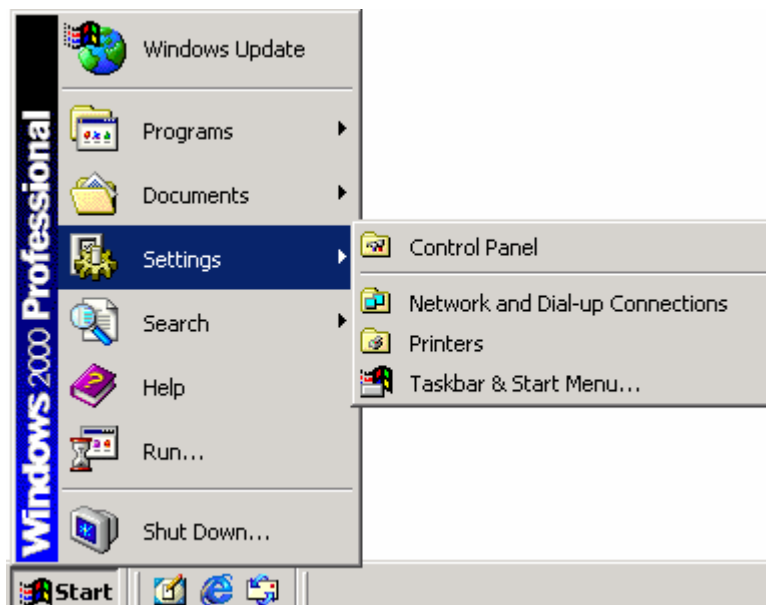 Windows 2000 Professional
Windows Update
Programs
Documents
Settings
Search
Help
Run...
Shut Down...
Control Panel
Network and Dial-up Connections
Printers
Taskbar & Start Menu...
Start